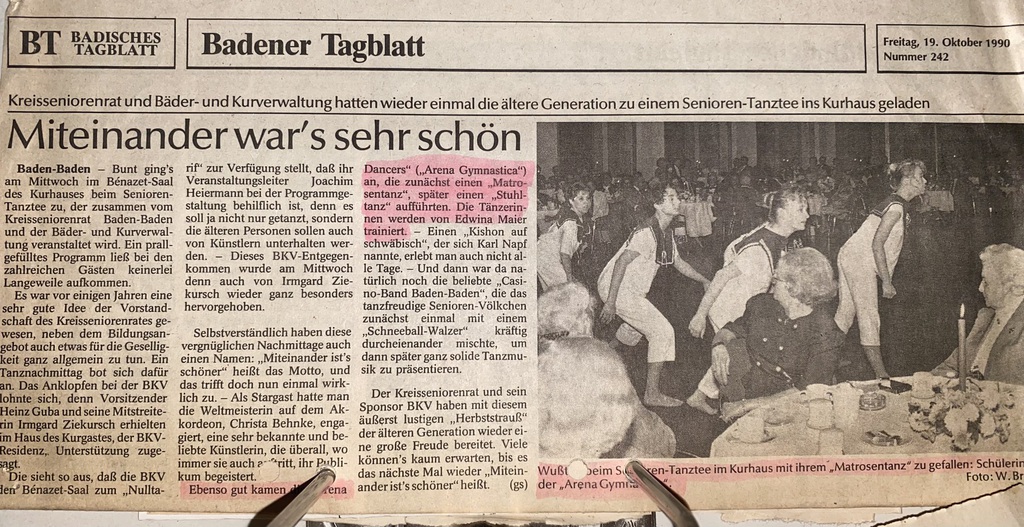 BT BADISCHES
TAGBLATT
Badener Tagblatt
Freitag, 19. Oktober 1990
Nummer 242
Kreisseniorenrat und Bäder- und Kurverwaltung hatten wieder einmal die ältere Generation zu einem Senioren-Tanztee ins Kurhaus geladen
Miteinander war's sehr schön
Baden-Baden – Bunt ging's
am Mittwoch im Bénazet-Saal
des Kurhauses beim Senioren-
Tanztee zu, der zusammen vom
Kreisseniorenrat Baden-Baden
und der Bäder- und Kurverwal-
tung veranstaltet wird. Ein prall-
gefülltes Programm ließ bei den
zahlreichen Gästen keinerlei
Langeweile aufkommen.
Es war vor einigen Jahren eine
sehr gute Idee der Vorstand-
schaft des Kreisseniorenrates ge-
wesen, neben dem Bildungsan-
gebot auch etwas für die Gesellig-
keit ganz allgemein zu tun. Ein
Tanznachmittag bot sich dafür
an. Das Anklopfen bei der BKV
lohnte sich, denn Vorsitzender
Heinz Guba und seine Mitstreite-
rin Irmgard Ziekursch erhielten
im Haus des Kurgastes, der BKV-
Residenz, Unterstützung zuge-
sagt.
Die sieht so aus, daß die BKV
den Bénazet-Saal zum „Nullta-
rif“ zur Verfügung stellt, daß ihr
Veranstaltungsleiter Joachim
Heiermann bei der Programmge-
staltung behilflich ist, denn es
soll ja nicht nur getanzt, sondern
die älteren Personen sollen auch
von Künstlern unterhalten wer-
den. – Dieses BKV-Entgegen-
kommen wurde am Mittwoch
denn auch von Irmgard Zie-
kursch wieder ganz besonders
hervorgehoben.
Selbstverständlich haben diese
vergnüglichen Nachmittage auch
einen Namen: „Miteinander ist's
schöner“ heißt das Motto, und
das trifft doch nun einmal wirk-
lich zu. – Als Stargast hatte man
die Weltmeisterin auf dem Ak-
kordeon, Christa Behnke, enga-
giert, eine sehr bekannte und be-
liebte Künstlerin, die überall, wo
immer sie auch auftritt, ihr Publi-
kum begeistert.
Ebenso gut kamen die Arena
Dancers“ („Arena Gymnastica“)
an, die zunächst einen „Matro-
sentanz“, später einen „Stuhl-
tanz“ aufführten. Die Tänzerin-
nen werden von Edwina Maier
trainiert. – Einen „Kishon auf
schwäbisch“, der sich Karl Napf
nannte, erlebt man auch nicht al-
le Tage. – Und dann war da na-
türlich noch die beliebte „Casi-
no-Band Baden-Baden“, die das
tanzfreudige Senioren-Völkchen
zunächst einmal mit einem
„Schneeball-Walzer“ kräftig
durcheinander mischte, um
dann später ganz solide Tanzmu-
sik zu präsentieren.
Der Kreisseniorenrat und sein
Sponsor BKV haben mit diesem
äußerst lustigen „Herbststrauß“
der älteren Generation wieder ei-
ne große Freude bereitet. Viele
können's kaum erwarten, bis es
das nächste Mal wieder „Mitein-
ander ist's schöner“ heißt. (gs)
Wußten beim Senioren-Tanztee im Kurhaus mit ihrem „Matrosentanz“ zu gefallen: Schülerin
der „Arena Gymnastica“. Foto: W. Br